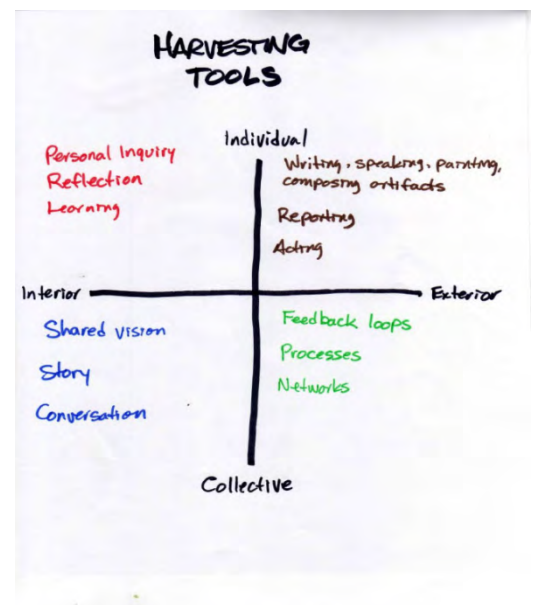 HARVESTING
TOOLS
Individual
Personal Inquiry
Reflection
Learning
Writing, speaking, painting,
composing artifacts
Reporting
Acting
Interior
Exterior
Shared vision
Story
Conversation
Feedback loops
Processes
Networks
Collective